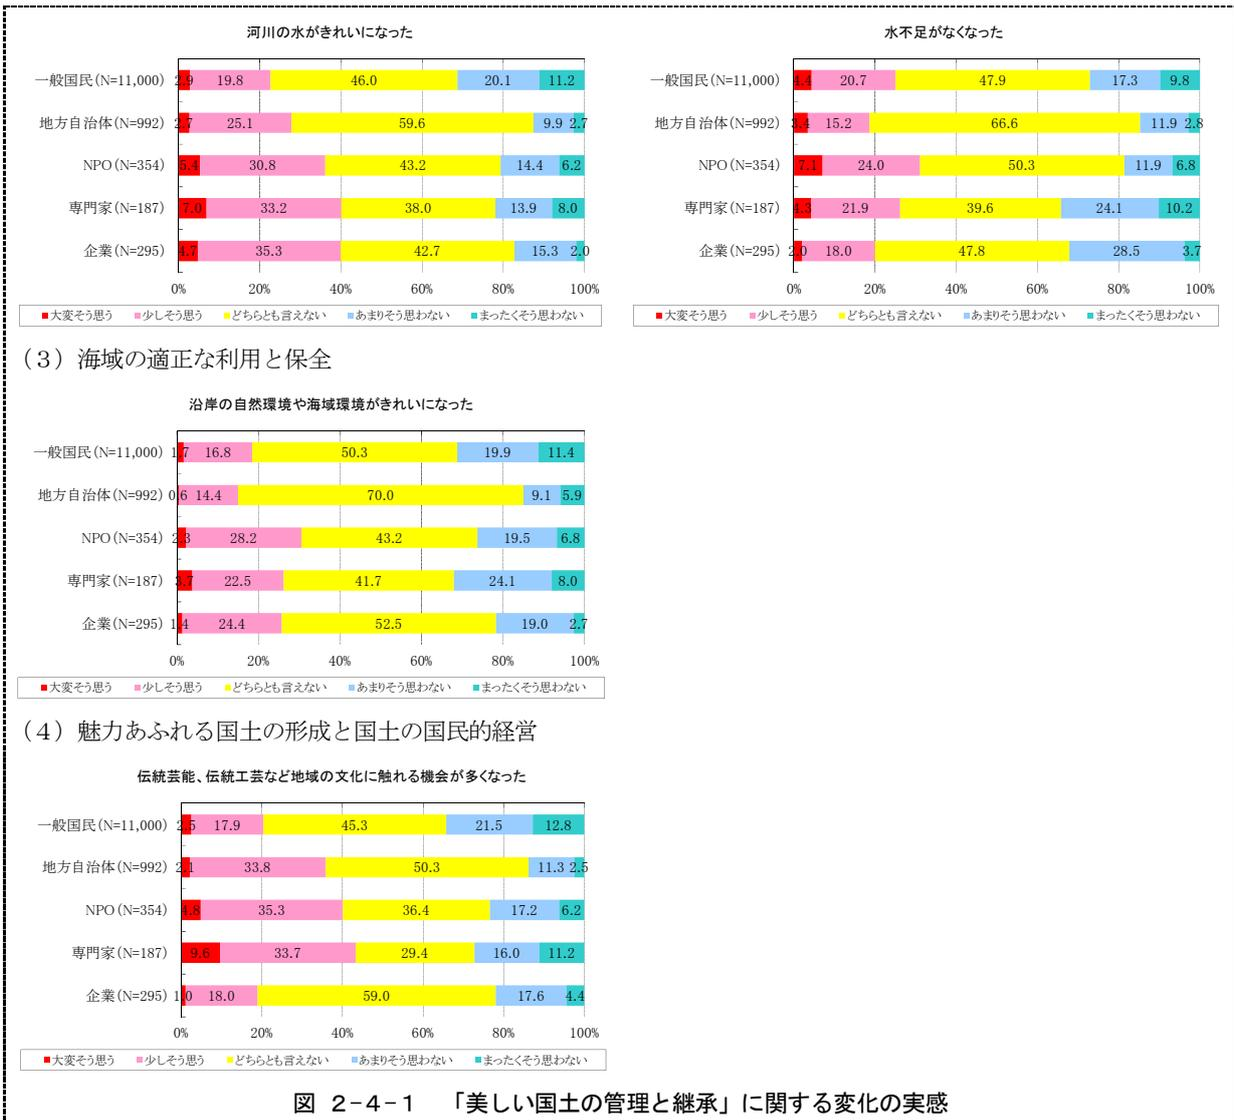 河川の水がきれいになった
一般国民(N=11,000) 2.9 19.8 46.0 20.1 11.2
地方自治体(N=992) 2.7 25.1 59.6 9.9 2.7
NPO(N=354) 5.4 30.8 43.2 14.4 6.2
専門家(N=187) 7.0 33.2 38.0 13.9 8.0
企業(N=295) 4.7 35.3 42.7 15.3 2.0
0% 20% 40% 60% 80% 100%
■大変そう思う ■少しそう思う ■どちらとも言えない ■あまりそう思わない ■まったくそう思わない
水不足がなくなった
一般国民(N=11,000) 4.4 20.7 47.9 17.3 9.8
地方自治体(N=992) 3.4 15.2 66.6 11.9 2.8
NPO(N=354) 7.1 24.0 50.3 11.9 6.8
専門家(N=187) 4.3 21.9 39.6 24.1 10.2
企業(N=295) 2.0 18.0 47.8 28.5 3.7
0% 20% 40% 60% 80% 100%
■大変そう思う ■少しそう思う ■どちらとも言えない ■あまりそう思わない ■まったくそう思わない
（３）海域の適正な利用と保全
沿岸の自然環境や海域環境がきれいになった
一般国民(N=11,000) 1.7 16.8 50.3 19.9 11.4
地方自治体(N=992) 0.6 14.4 70.0 9.1 5.9
NPO(N=354) 2.3 28.2 43.2 19.5 6.8
専門家(N=187) 3.7 22.5 41.7 24.1 8.0
企業(N=295) 1.4 24.4 52.5 19.0 2.7
0% 20% 40% 60% 80% 100%
■大変そう思う ■少しそう思う ■どちらとも言えない ■あまりそう思わない ■まったくそう思わない
（４）魅力あふれる国土の形成と国土の国民的経営
伝統芸能、伝統工芸など地域の文化に触れる機会が多くなった
一般国民(N=11,000) 2.5 17.9 45.3 21.5 12.8
地方自治体(N=992) 2.1 33.8 50.3 11.3 2.5
NPO(N=354) 4.8 35.3 36.4 17.2 6.2
専門家(N=187) 9.6 33.7 29.4 16.0 11.2
企業(N=295) 1.0 18.0 59.0 17.6 4.4
0% 20% 40% 60% 80% 100%
■大変そう思う ■少しそう思う ■どちらとも言えない ■あまりそう思わない ■まったくそう思わない
図 2-4-1 「美しい国土の管理と継承」に関する変化の実感